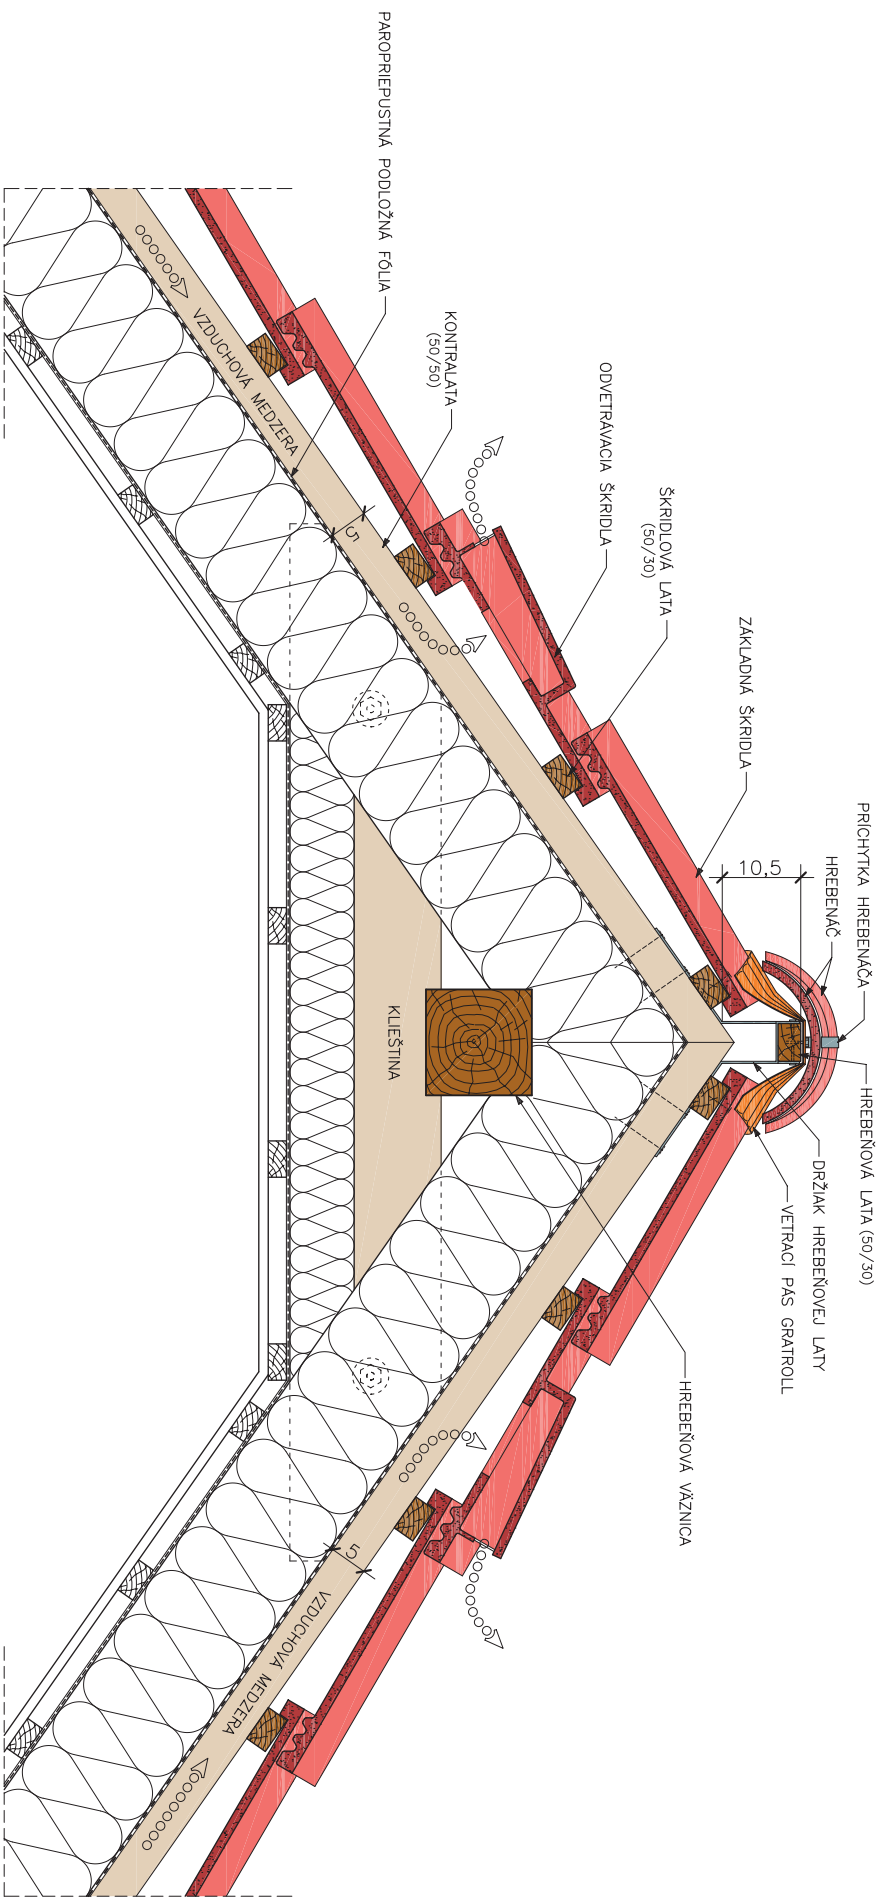 PRÍCHYTKA HREBENÁČA
HREBENÁČ
HREBEŇOVÁ LATA (50/30)
DRŽIAK HREBEŇOVEJ LATY
VETRACÍ PÁS GRATROLL
10,5
ZÁKLADNÁ ŠKRIDLA
ŠKRIDLOVÁ LATA
(50/30)
HREBEŇOVÁ VÄZNICA
ODVETRÁVACIA ŠKRIDLA
KONTRALATA
(50/50)
PAROPRIEPUSTNÁ PODLOŽNÁ FÓLIA
KLIEŠTINA
5
5
VZDUCHOVÁ MEDZERA
VZDUCHOVÁ MEDZERA